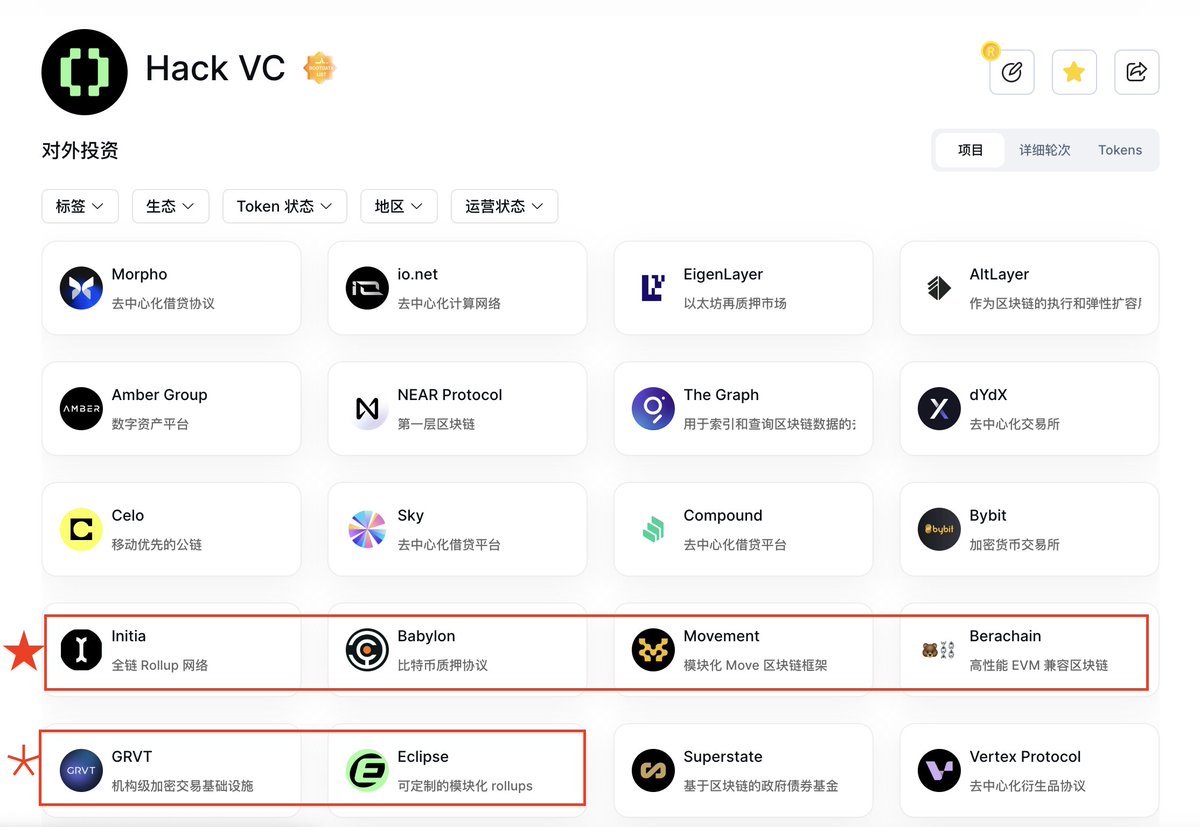 Hack VC
ROOTDATA
LIST
R
对外投资
项目 详细轮次 Tokens
标签 生态 Token 状态 地区 运营状态
Morpho
去中心化借贷协议
io.net
去中心化计算网络
EigenLayer
以太坊再质押市场
AltLayer
作为区块链的执行和弹性扩容
AMBER
Amber Group
数字资产平台
NEAR Protocol
第一层区块链
The Graph
用于索引和查询区块链数据的
dYdX
去中心化交易所
Celo
移动优先的公链
Sky
去中心化借贷平台
Compound
去中心化借贷平台
bybit
Bybit
加密货币交易所
Initia
全链 Rollup 网络
Babylon
比特币质押协议
Movement
模块化 Move 区块链框架
Berachain
高性能 EVM 兼容区块链
GRVT
GRVT
机构级加密交易基础设施
Eclipse
可定制的模块化 rollups
Superstate
基于区块链的政府债券基金
Vertex Protocol
去中心化衍生品协议